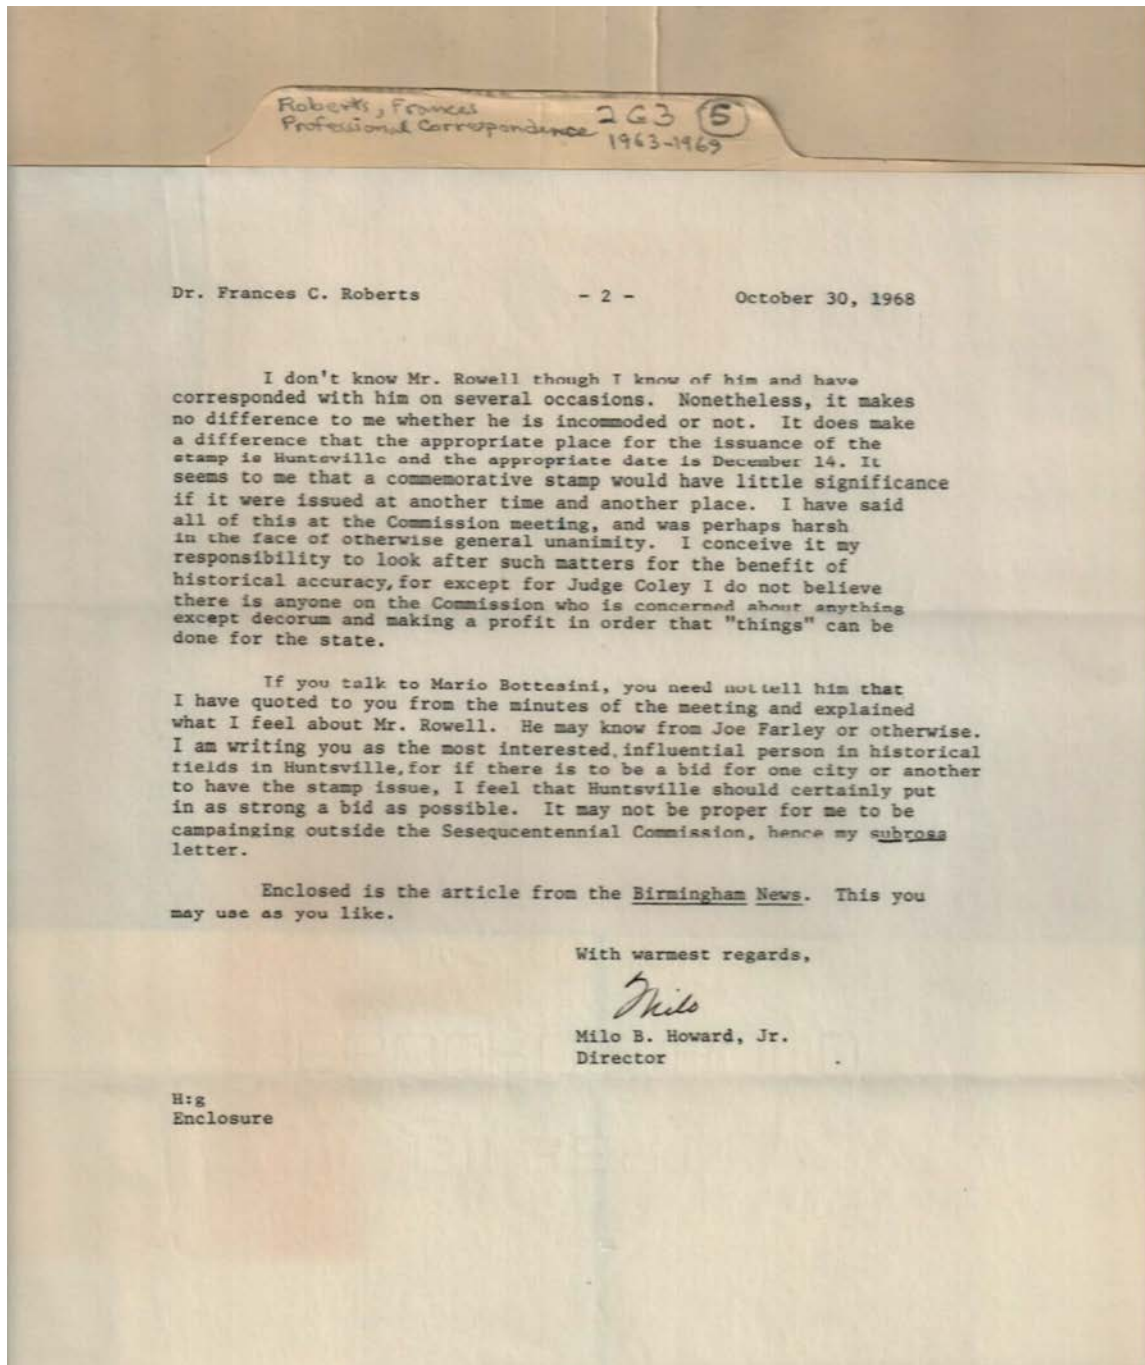 Roberts, Frances 2G3 5
Professional Correspondence 1963-1969
Dr. Frances C. Roberts - 2 - October 30, 1968
I don't know Mr. Rowell though I know of him and have
corresponded with him on several occasions. Nonetheless, it makes
no difference to me whether he is incommoded or not. It does make
a difference that the appropriate place for the issuance of the
stamp is Huntsville and the appropriate date is December 14. It
seems to me that a commemorative stamp would have little significance
if it were issued at another time and another place. I have said
all of this at the Commission meeting, and was perhaps harsh
in the face of otherwise general unanimity. I conceive it my
responsibility to look after such matters for the benefit of
historical accuracy, for except for Judge Coley I do not believe
there is anyone on the Commission who is concerned about anything
except decorum and making a profit in order that "things" can be
done for the state.
If you talk to Mario Bottesini, you need not tell him that
I have quoted to you from the minutes of the meeting and explained
what I feel about Mr. Rowell. He may know from Joe Farley or otherwise.
I am writing you as the most interested, influential person in historical
fields in Huntsville, for if there is to be a bid for one city or another
to have the stamp issue, I feel that Huntsville should certainly put
in as strong a bid as possible. It may not be proper for me to be
campainging outside the Sesequcentennial Commission, hence my subrosa
letter.
Enclosed is the article from the Birmingham News. This you
may use as you like.
With warmest regards,
Milo
Milo B. Howard, Jr.
Director
H:g
Enclosure